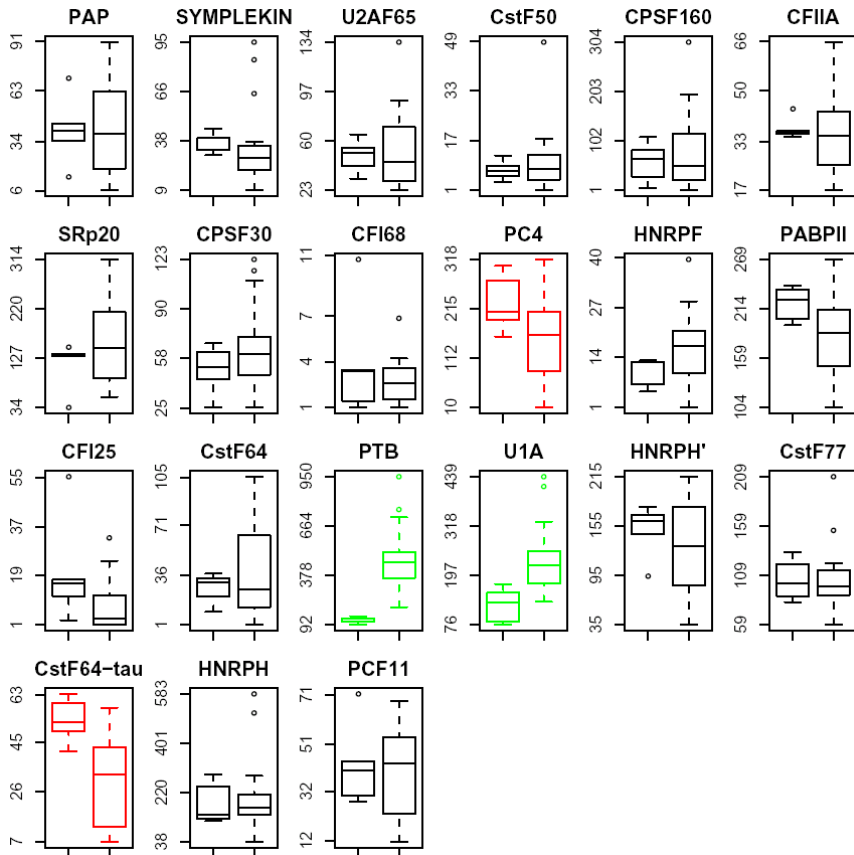 PAP SYMPLEKIN U2AF65 CstF50 CPSF160 CFIIA
91 95 134 49 304 66
63 66 97 33 203 50
34 38 60 17 102 33
6 9 23 1 1 17
SRp20 CPSF30 CFI68 PC4 HNRPF PABPII
314 123 11 318 40 269
220 90 7 215 27 214
127 58 4 112 14 159
34 25 1 10 1 104
CFI25 CstF64 PTB U1A HNRPH' CstF77
55 105 950 439 215 209
37 71 664 318 155 159
19 36 378 197 95 109
1 1 92 76 35 59
CstF64−tau HNRPH PCF11
63 583 71
45 401 51
26 220 32
7 38 12